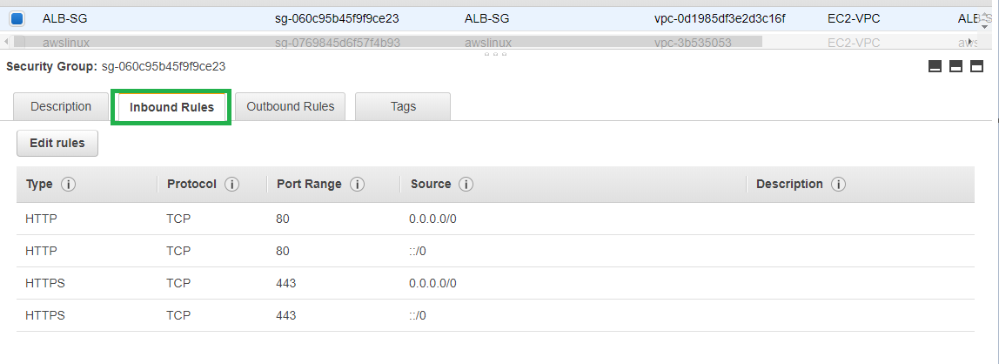 ALB-SG sg-060c95b45f9f9ce23 ALB-SG vpc-0d1985df3e2d3c16f EC2-VPC ALB-S
awslinux sg-0769845d6f57f4b93 awslinux vpc-3b535053 EC2-VPC aws
Security Group: sg-060c95b45f9f9ce23
Description Inbound Rules Outbound Rules Tags
Edit rules
Type i Protocol i Port Range i Source i Description i
HTTP TCP 80 0.0.0.0/0
HTTP TCP 80 ::/0
HTTPS TCP 443 0.0.0.0/0
HTTPS TCP 443 ::/0